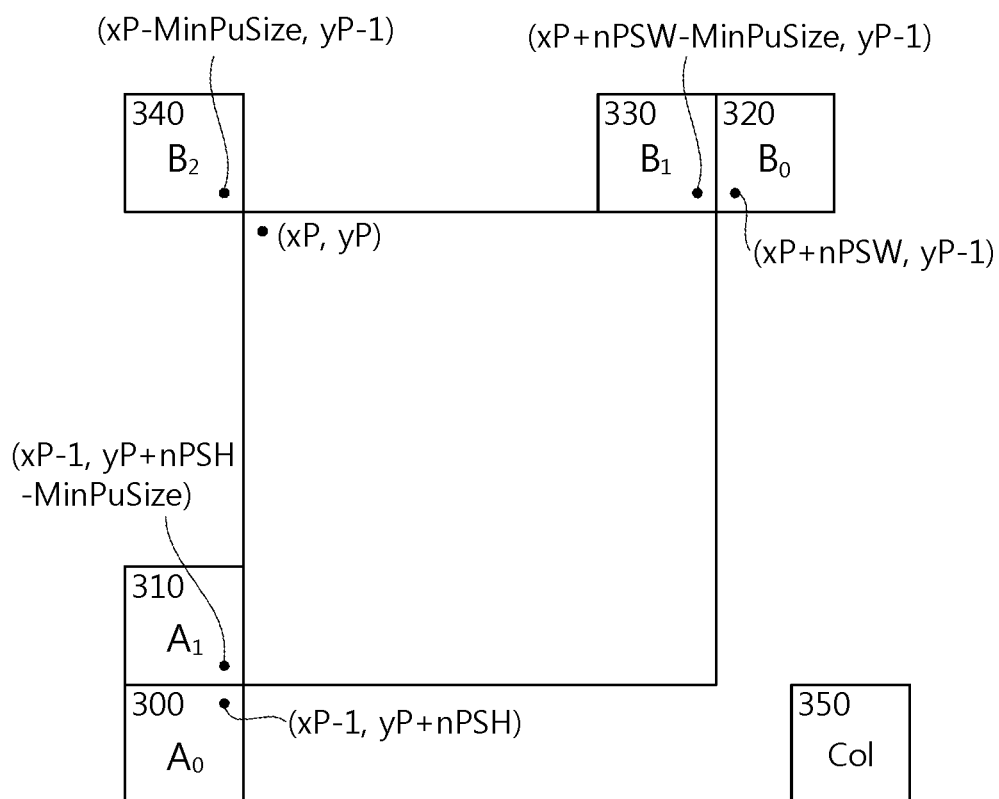 (xP-MinPuSize, yP-1)
(xP+nPSW-MinPuSize, yP-1)
340
B₂
330
B₁
320
B₀
(xP, yP)
(xP+nPSW, yP-1)
(xP-1, yP+nPSH
-MinPuSize)
310
A₁
300
A₀
(xP-1, yP+nPSH)
350
Col